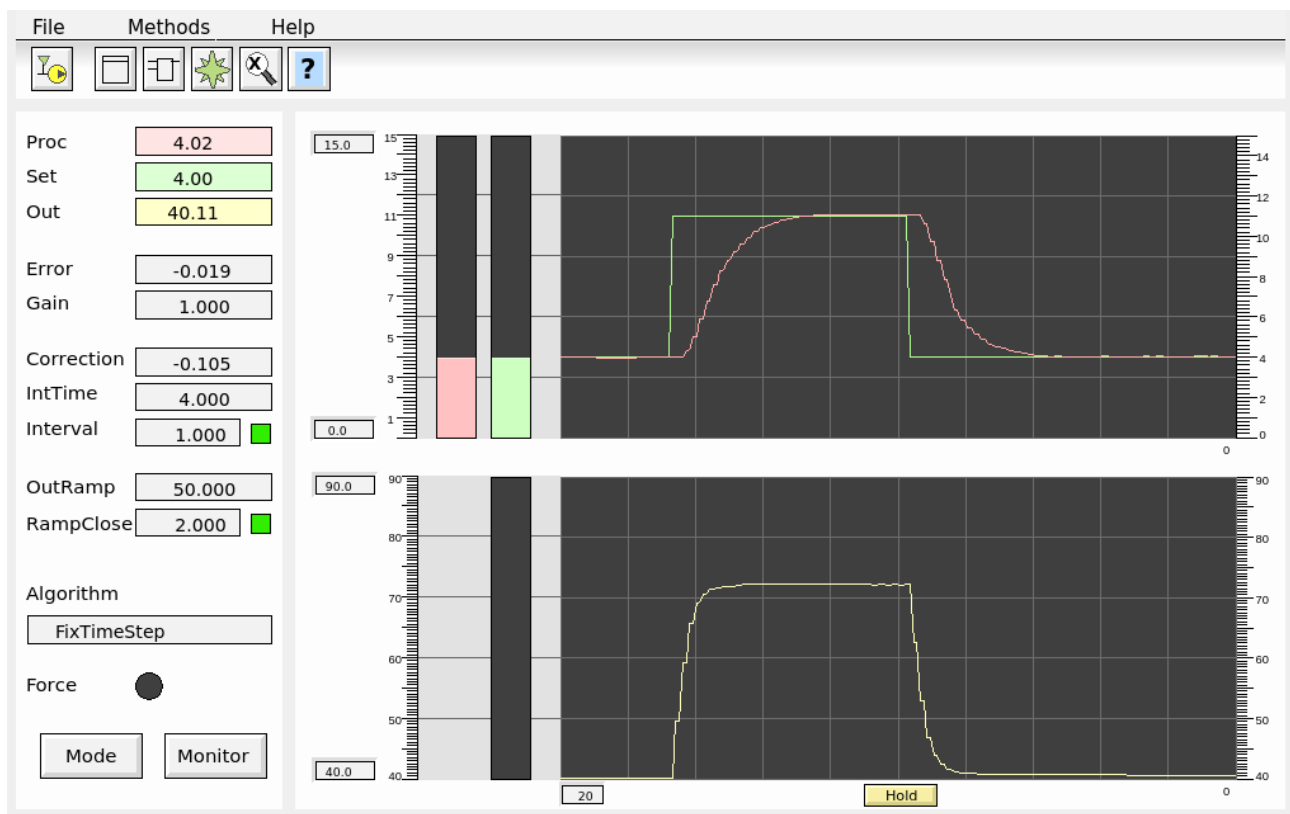 File Methods Help
?
Proc 4.02
Set 4.00
Out 40.11
Error -0.019
Gain 1.000
Correction -0.105
IntTime 4.000
Interval 1.000
OutRamp 50.000
RampClose 2.000
Algorithm
FixTimeStep
Force
Mode Monitor
15.0
15
13
11
9
7
5
3
1
0.0
14
12
10
8
6
4
2
0
0
90.0
90
80
70
60
50
40
40.0
90
80
70
60
50
40
20 Hold 0